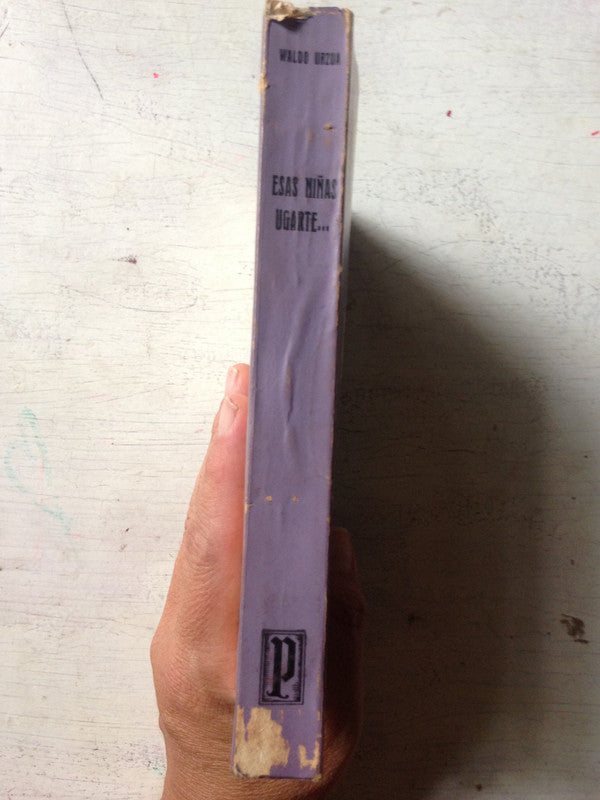 WALDO URZUA
ESAS NIÑAS
UGARTE...
P